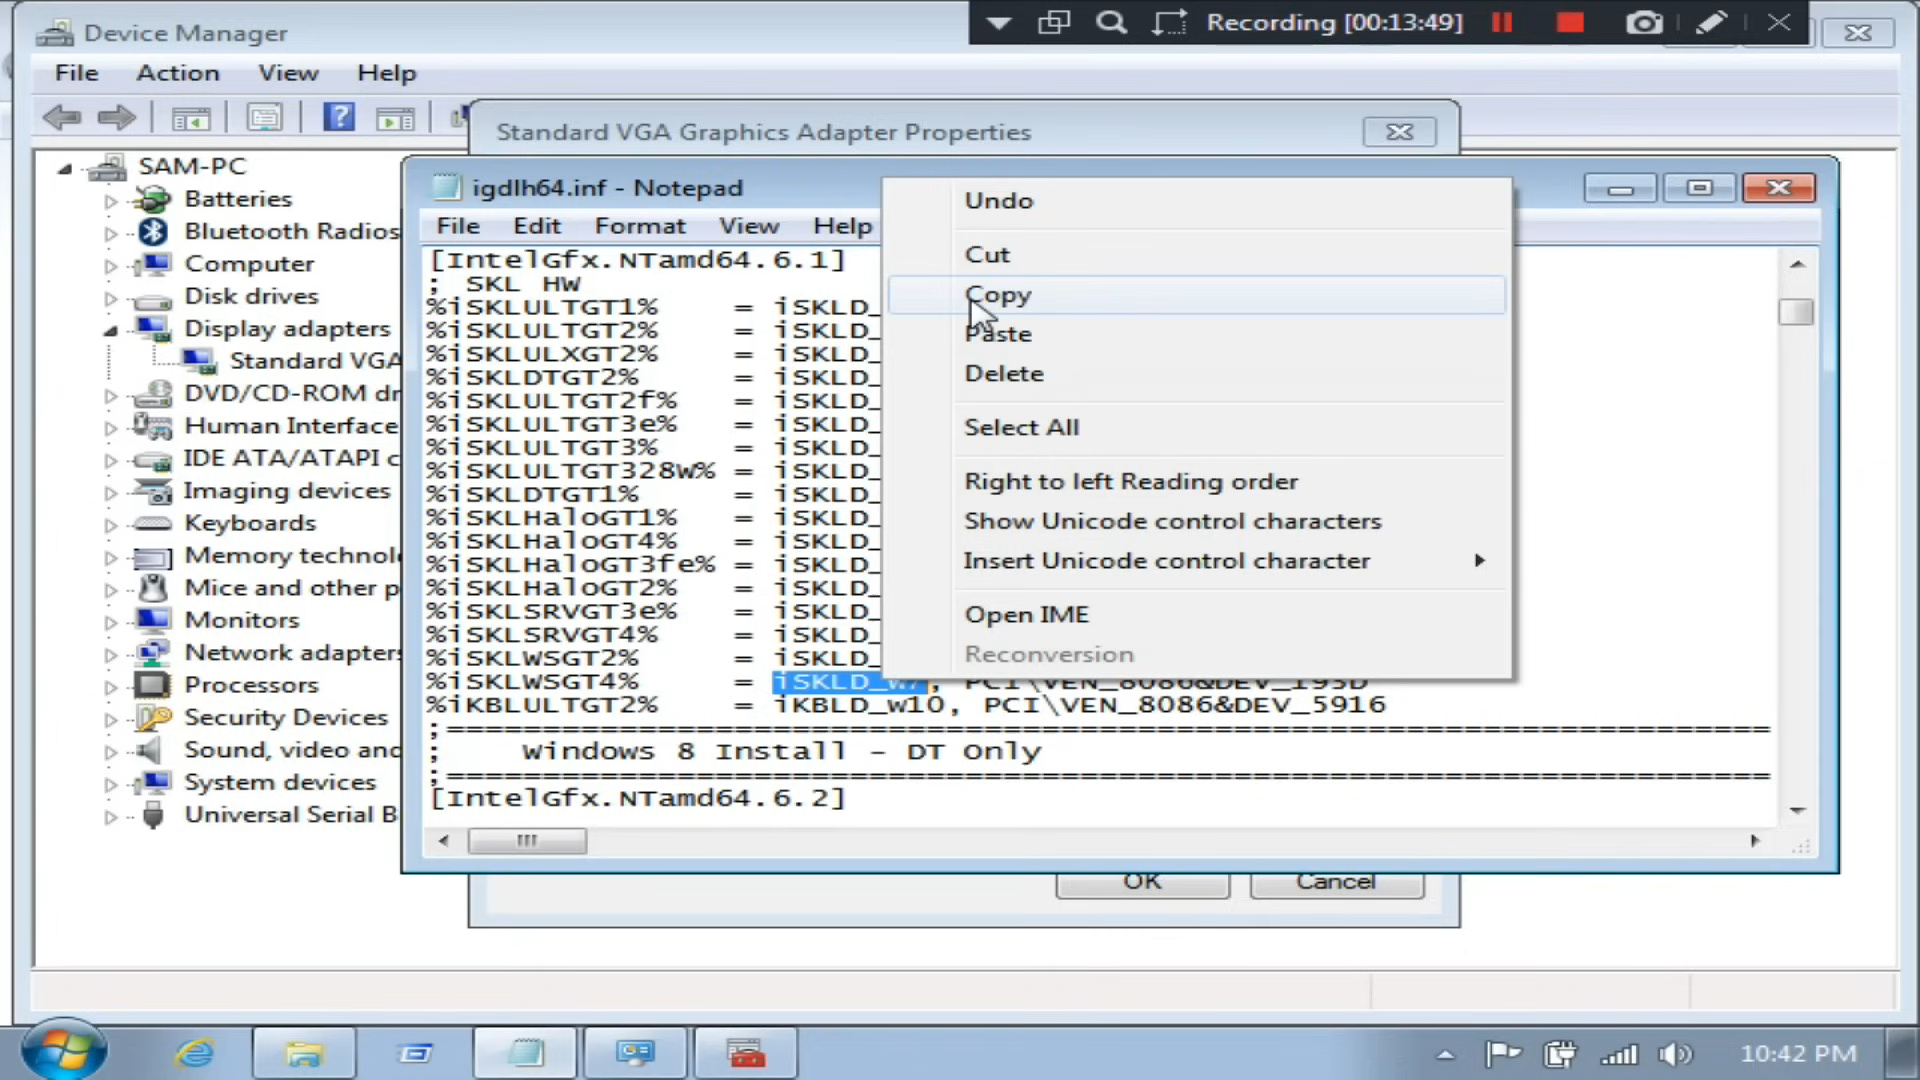 Device Manager
Recording [00:13:49]
File Action View Help
Standard VGA Graphics Adapter Properties
SAM-PC
Batteries
Bluetooth Radios
Computer
Disk drives
Display adapters
Standard VGA
DVD/CD-ROM dr
Human Interface
IDE ATA/ATAPI c
Imaging devices
Keyboards
Memory technol
Mice and other p
Monitors
Network adapters
Processors
Security Devices
Sound, video and
System devices
Universal Serial B
igdlh64.inf - Notepad
File Edit Format View Help
[IntelGfx.NTamd64.6.1]
; SKL HW
%iSKLULTGT1% = iSKLD_
%iSKLULTGT2% = iSKLD_
%iSKLULXGT2% = iSKLD_
%iSKLDTGT2% = iSKLD_
%iSKLULTGT2f% = iSKLD_
%iSKLULTGT3e% = iSKLD_
%iSKLULTGT3% = iSKLD_
%iSKLULTGT328W% = iSKLD_
%iSKLDTGT1% = iSKLD_
%iSKLHaloGT1% = iSKLD_
%iSKLHaloGT4% = iSKLD_
%iSKLHaloGT3fe% = iSKLD_
%iSKLHaloGT2% = iSKLD_
%iSKLSRVGT3e% = iSKLD_
%iSKLSRVGT4% = iSKLD_
%iSKLWSGT2% = iSKLD_
%iSKLWSGT4% = iSKLD_w7, PCI\VEN_8086&DEV_193D
%iKBLULTGT2% = iKBLD_w10, PCI\VEN_8086&DEV_5916
;==========================================================
; Windows 8 Install - DT Only
;==========================================================
[IntelGfx.NTamd64.6.2]
Undo
Cut
Copy
Paste
Delete
Select All
Right to left Reading order
Show Unicode control characters
Insert Unicode control character
Open IME
Reconversion
OK Cancel
10:42 PM